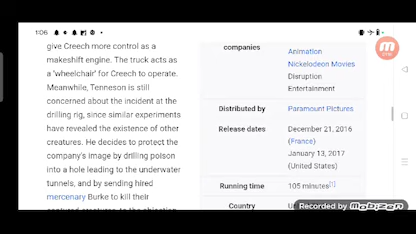 1:06
give Creech more control as a
makeshift engine. The truck acts as
a 'wheelchair' for Creech to operate.
Meanwhile, Tenneson is still
concerned about the incident at the
drilling rig, since similar experiments
have revealed the existence of other
creatures. He decides to protect the
company's image by drilling poison
into a hole leading to the underwater
tunnels, and by sending hired
mercenary Burke to kill their
companies
Animation
Nickelodeon Movies
Disruption
Entertainment
Distributed by
Paramount Pictures
Release dates
December 21, 2016
(France)
January 13, 2017
(United States)
Running time
105 minutes[1]
Country
Recorded by Mobizen